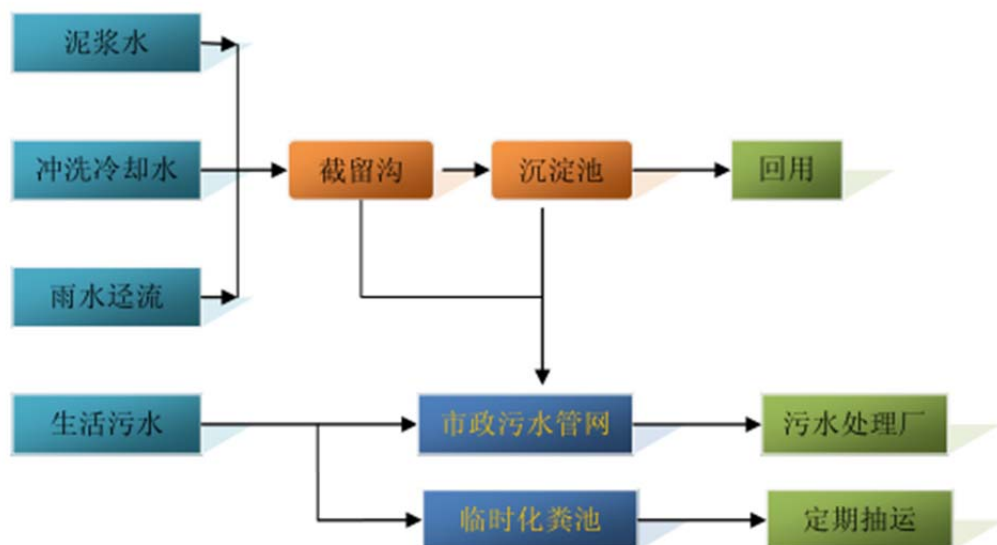 泥浆水
冲洗冷却水
截留沟
沉淀池
回用
雨水迳流
生活污水
市政污水管网
污水处理厂
临时化粪池
定期抽运